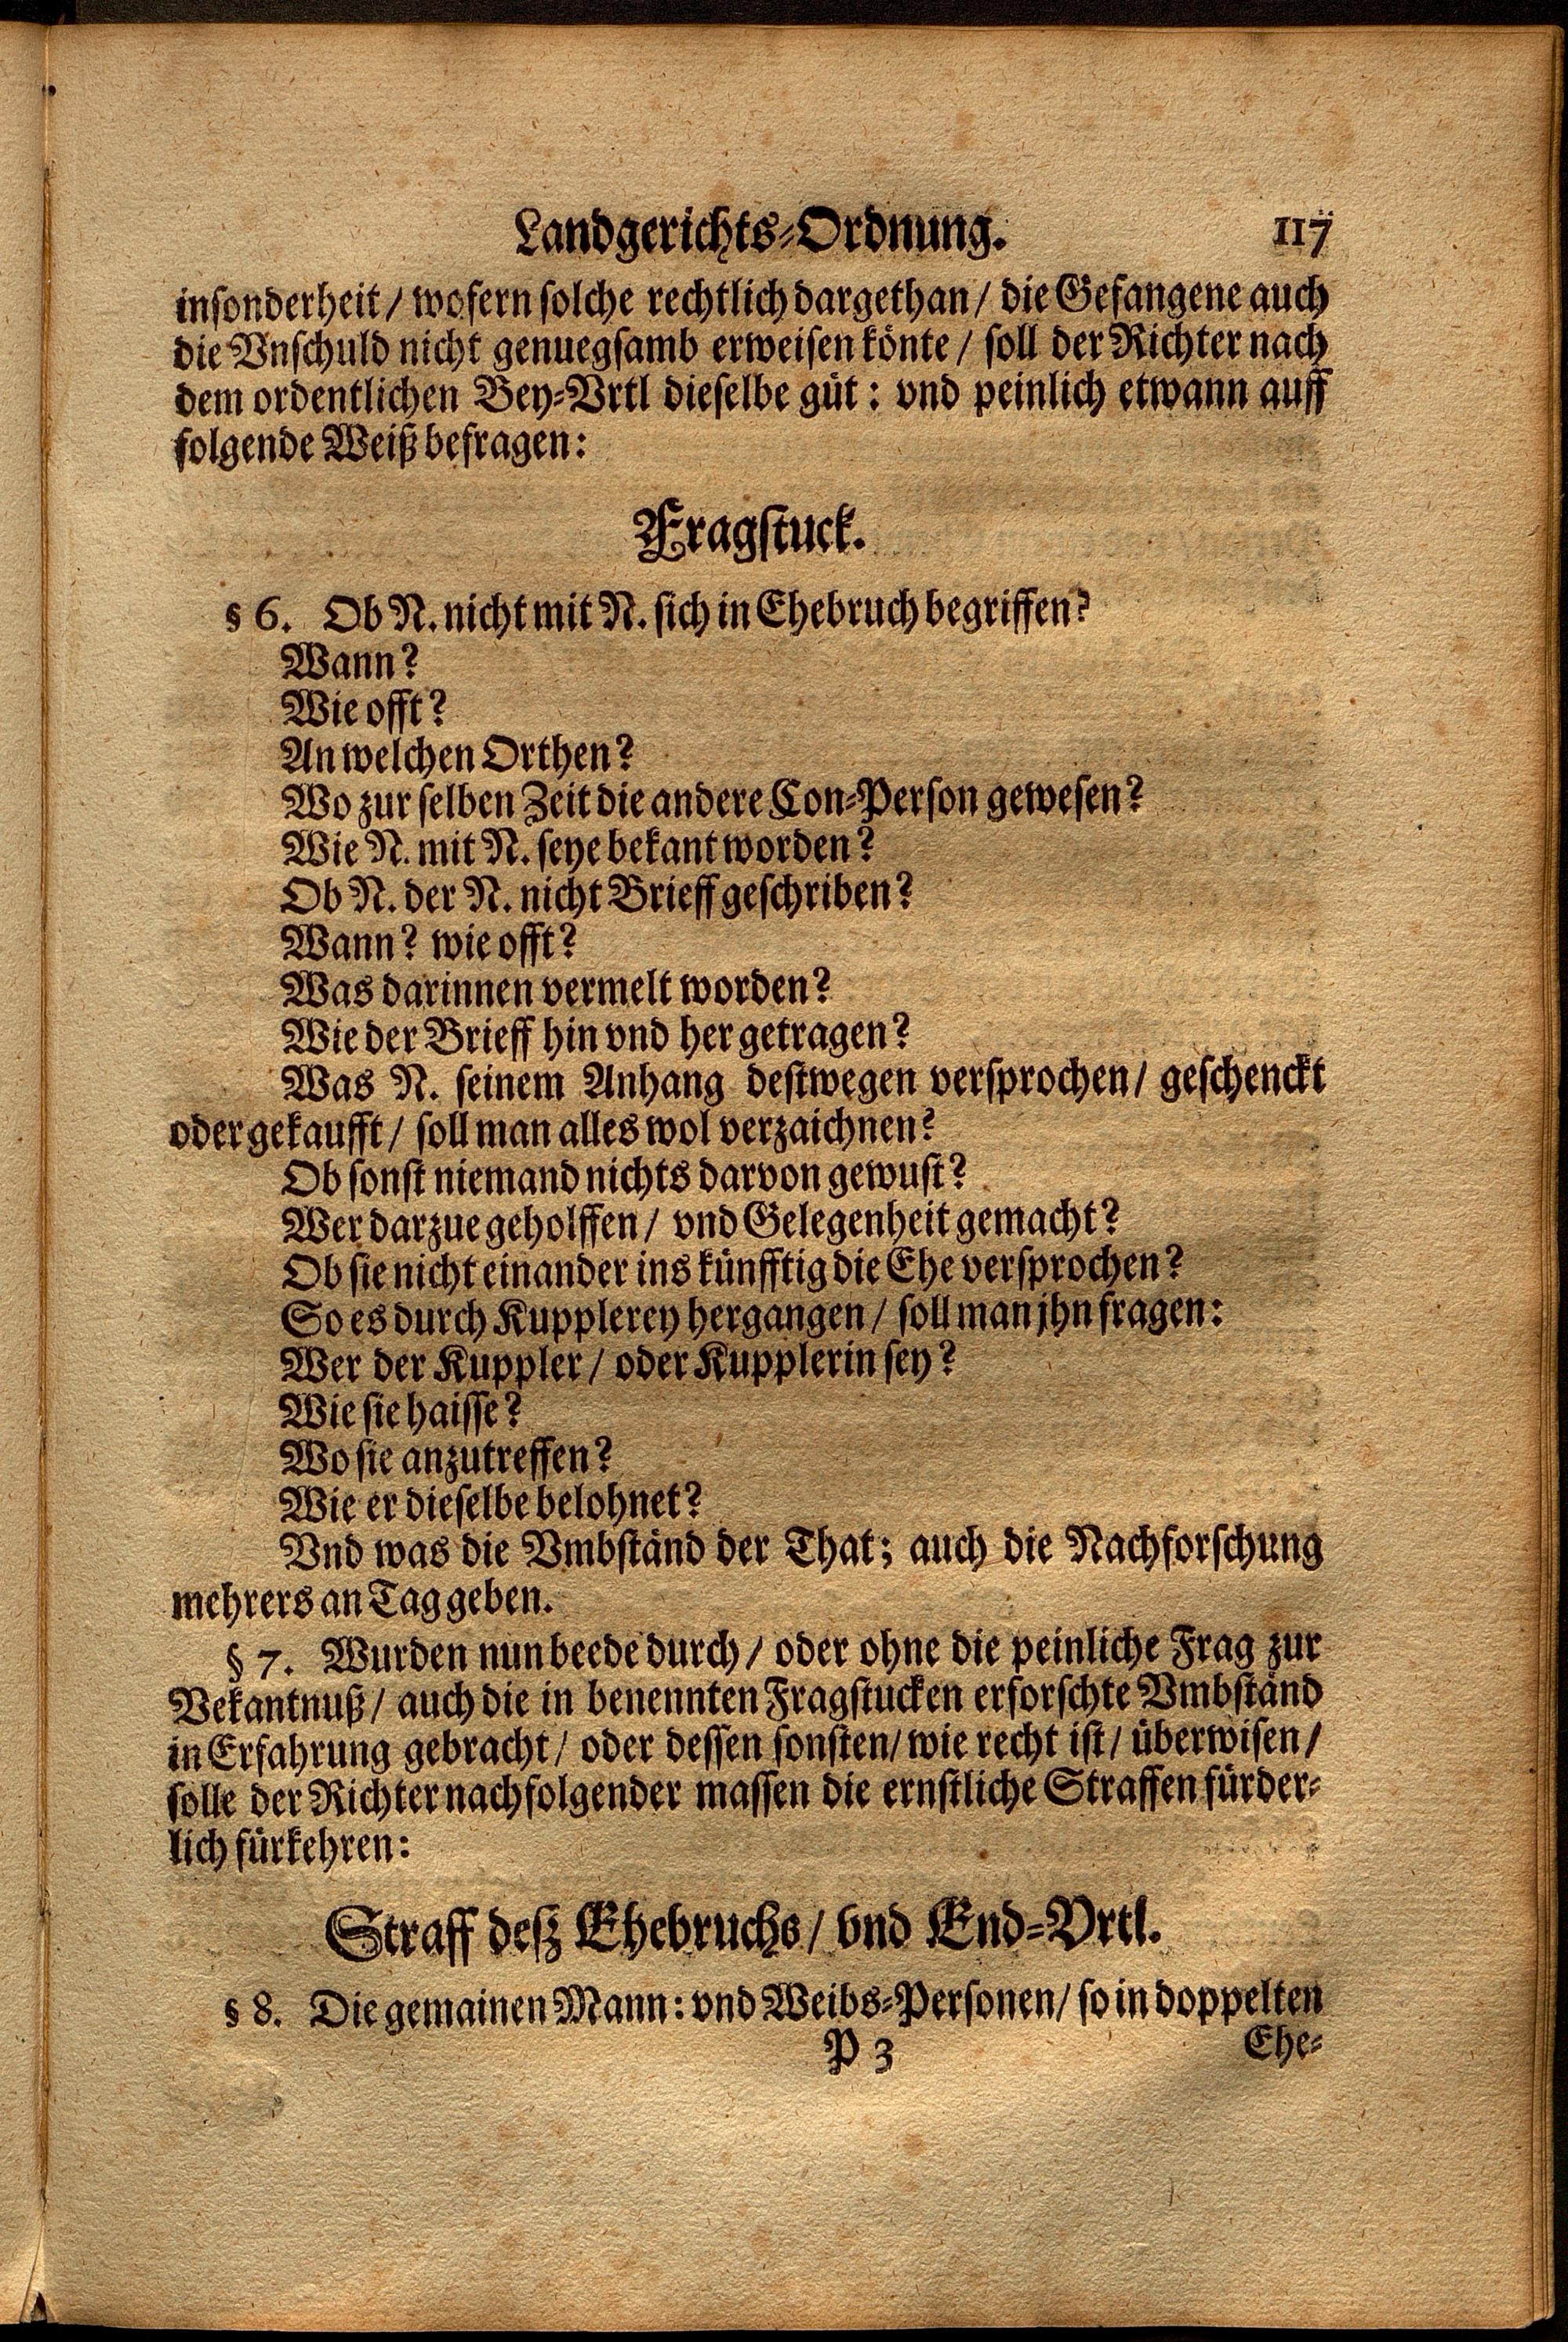 Landgerichts-Ordnung. 117
insonderheit / wofern solche rechtlich dargethan / die Gefangene auch
die Vnschuld nicht genuegsamb erweisen könte / soll der Richter nach
dem ordentlichen Bey-Vrtl dieselbe güt: vnd peinlich etwann auff
folgende Weiß befragen:
Fragstuck.
§ 6. Ob N. nicht mit N. sich in Ehebruch begriffen?
Wann?
Wie offt?
An welchen Orthen?
Wo zur selben Zeit die andere Con-Person gewesen?
Wie N. mit N. seye bekant worden?
Ob N. der N. nicht Brieff geschriben?
Wann? wie offt?
Was darinnen vermelt worden?
Wie der Brieff hin vnd her getragen?
Was N. seinem Anhang destwegen versprochen / geschenckt
oder gekaufft / soll man alles wol verzaichnen?
Ob sonst niemand nichts darvon gewust?
Wer darzue geholffen / vnd Gelegenheit gemacht?
Ob sie nicht einander ins künfftig die Ehe versprochen?
So es durch Kupplerey hergangen / soll man jhn fragen:
Wer der Kuppler / oder Kupplerin sey?
Wie sie haisse?
Wo sie anzutreffen?
Wie er dieselbe belohnet?
Vnd was die Vmbständ der That; auch die Nachforschung
mehrers an Tag geben.
§ 7. Wurden nun beede durch / oder ohne die peinliche Frag zur
Bekantnuß / auch die in benennten Fragstucken erforschte Vmbständ
in Erfahrung gebracht / oder dessen sonsten / wie recht ist / überwisen /
solle der Richter nachfolgender massen die ernstliche Straffen fürder-
lich fürkehren:
Straff deß Ehebruchs / vnd End-Vrtl.
§ 8. Die gemainen Mann: vnd Weibs-Personen / so in doppelten
P 3 Ehe-